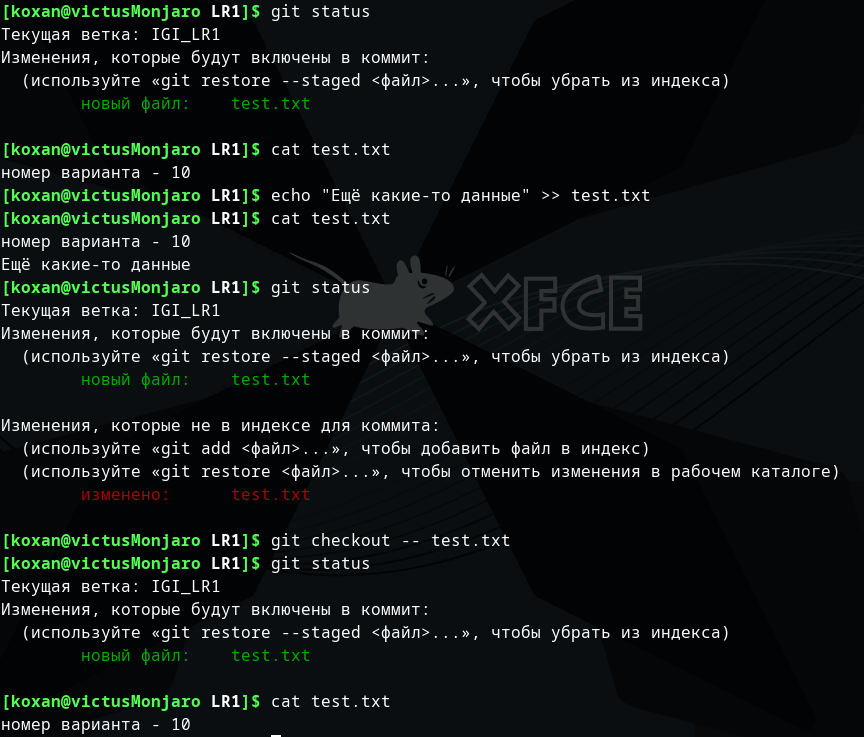 [koxan@victusMonjaro LR1]$ git status
Текущая ветка: IGI_LR1
Изменения, которые будут включены в коммит:
  (используйте «git restore --staged <файл>...», чтобы убрать из индекса)
        новый файл:    test.txt

[koxan@victusMonjaro LR1]$ cat test.txt
номер варианта - 10
[koxan@victusMonjaro LR1]$ echo "Ещё какие-то данные" >> test.txt
[koxan@victusMonjaro LR1]$ cat test.txt
номер варианта - 10
Ещё какие-то данные
[koxan@victusMonjaro LR1]$ git status
Текущая ветка: IGI_LR1
Изменения, которые будут включены в коммит:
  (используйте «git restore --staged <файл>...», чтобы убрать из индекса)
        новый файл:    test.txt

Изменения, которые не в индексе для коммита:
  (используйте «git add <файл>...», чтобы добавить файл в индекс)
  (используйте «git restore <файл>...», чтобы отменить изменения в рабочем каталоге)
        изменено:      test.txt

[koxan@victusMonjaro LR1]$ git checkout -- test.txt
[koxan@victusMonjaro LR1]$ git status
Текущая ветка: IGI_LR1
Изменения, которые будут включены в коммит:
  (используйте «git restore --staged <файл>...», чтобы убрать из индекса)
        новый файл:    test.txt

[koxan@victusMonjaro LR1]$ cat test.txt
номер варианта - 10
XFCE